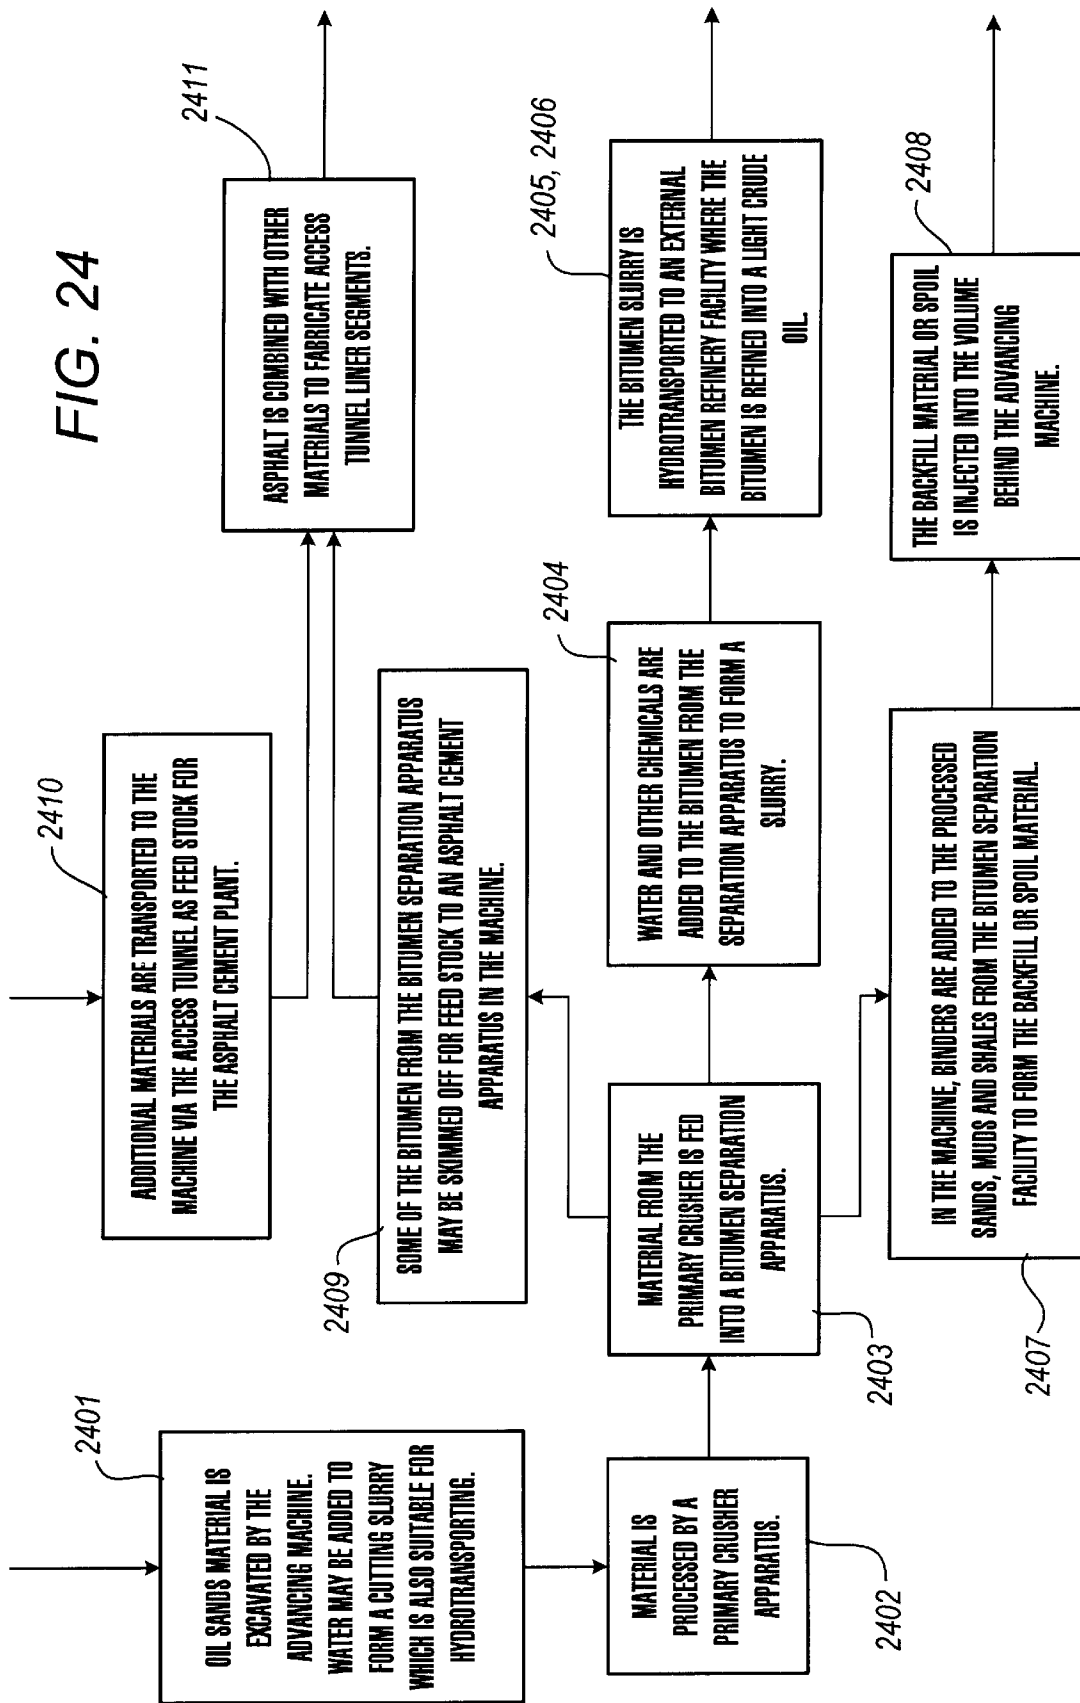 FIG. 24
2401
OIL SANDS MATERIAL IS
EXCAVATED BY THE
ADVANCING MACHINE.
WATER MAY BE ADDED TO
FORM A CUTTING SLURRY
WHICH IS ALSO SUITABLE FOR
HYDROTRANSPORTING.
MATERIAL IS
PROCESSED BY A
PRIMARY CRUSHER
APPARATUS.
2402
2410
ADDITIONAL MATERIALS ARE TRANSPORTED TO THE
MACHINE VIA THE ACCESS TUNNEL AS FEED STOCK FOR
THE ASPHALT CEMENT PLANT.
SOME OF THE BITUMEN FROM THE BITUMEN SEPARATION APPARATUS
MAY BE SKIMMED OFF FOR FEED STOCK TO AN ASPHALT CEMENT
APPARATUS IN THE MACHINE.
2409
MATERIAL FROM THE
PRIMARY CRUSHER IS FED
INTO A BITUMEN SEPARATION
APPARATUS.
2403
2404
WATER AND OTHER CHEMICALS ARE
ADDED TO THE BITUMEN FROM THE
SEPARATION APPARATUS TO FORM A
SLURRY.
IN THE MACHINE, BINDERS ARE ADDED TO THE PROCESSED
SANDS, MUDS AND SHALES FROM THE BITUMEN SEPARATION
FACILITY TO FORM THE BACKFILL OR SPOIL MATERIAL.
2407
2411
ASPHALT IS COMBINED WITH OTHER
MATERIALS TO FABRICATE ACCESS
TUNNEL LINER SEGMENTS.
2405, 2406
THE BITUMEN SLURRY IS
HYDROTRANSPORTED TO AN EXTERNAL
BITUMEN REFINERY FACILITY WHERE THE
BITUMEN IS REFINED INTO A LIGHT CRUDE
OIL.
2408
THE BACKFILL MATERIAL OR SPOIL
IS INJECTED INTO THE VOLUME
BEHIND THE ADVANCING
MACHINE.